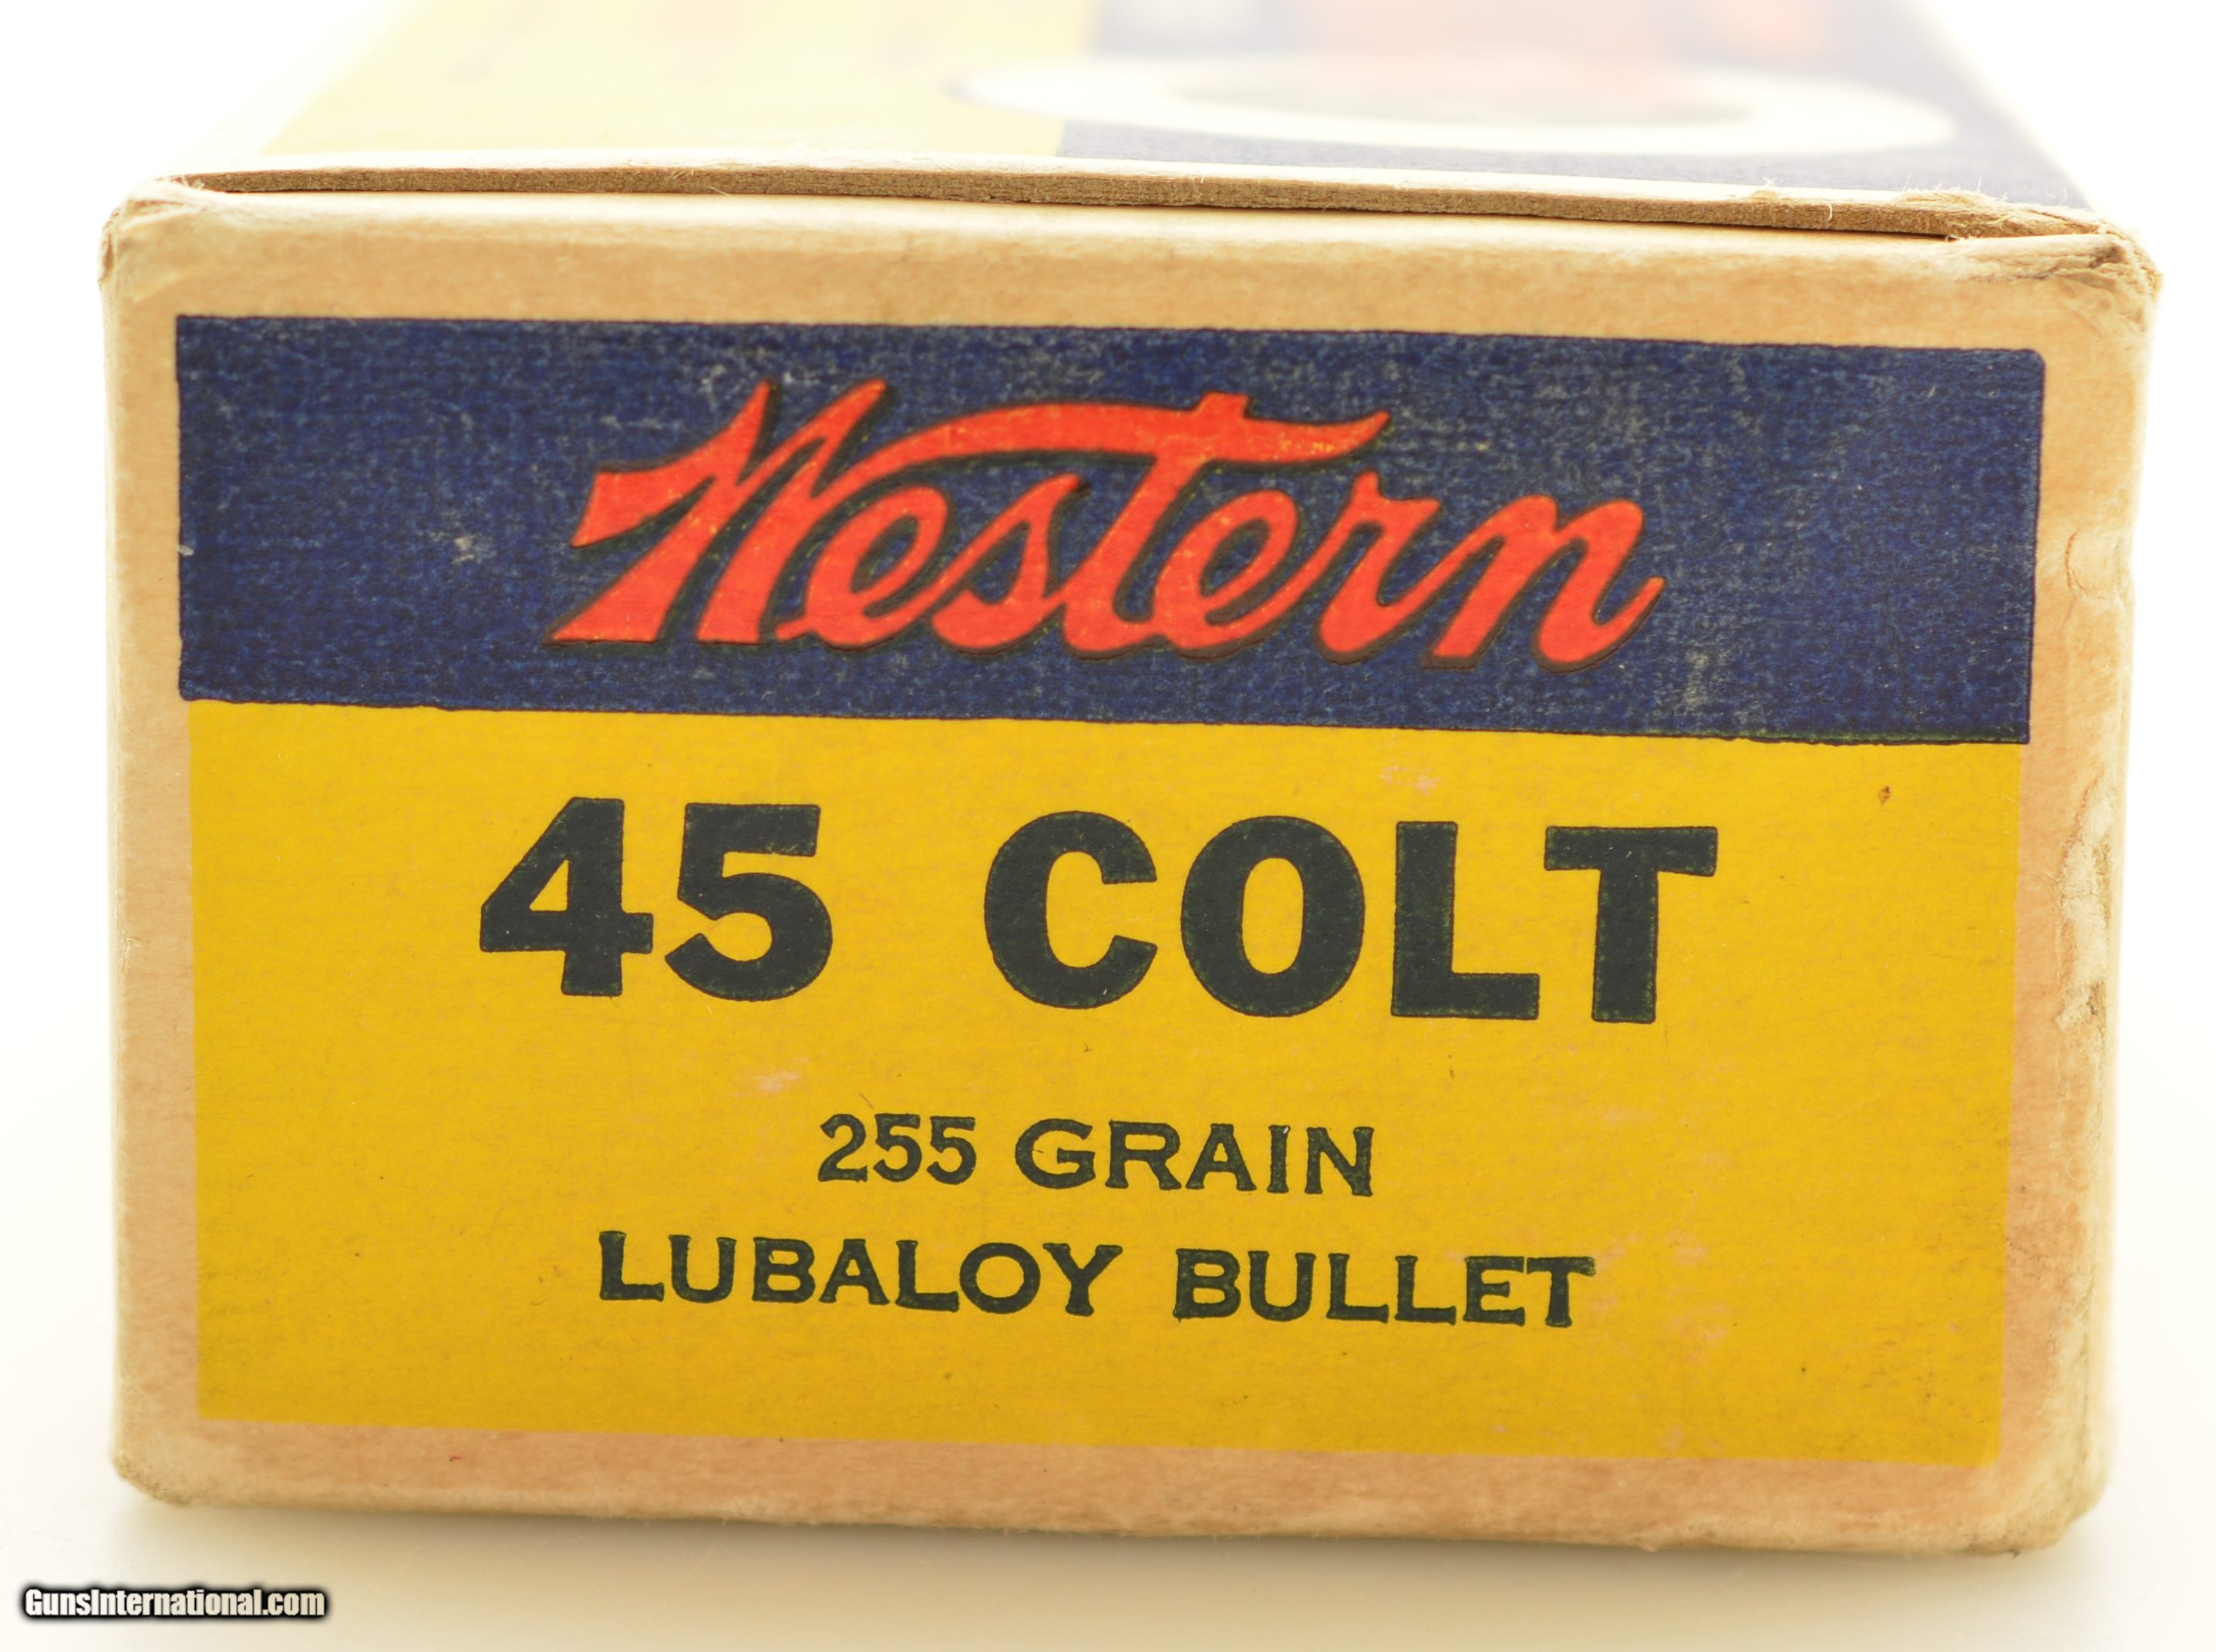 Western
45 COLT
255 GRAIN
LUBALOY BULLET
GunsInternational.com